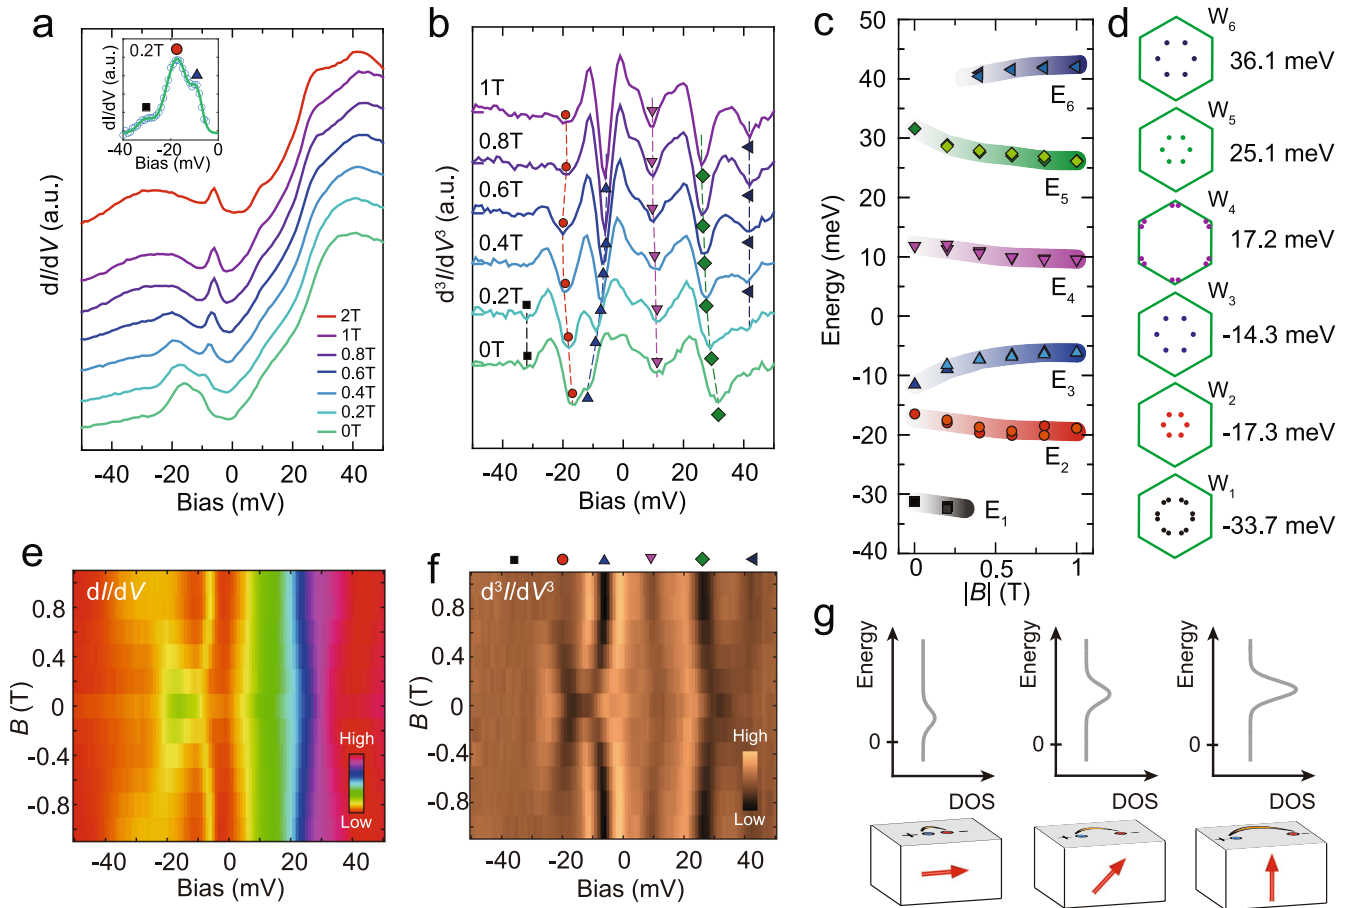 a
0.2T
dI/dV (a.u.)
-40 -20 0
Bias (mV)
dI/dV (a.u.)
2T
1T
0.8T
0.6T
0.4T
0.2T
0T
-40 -20 0 20 40
Bias (mV)
b
1T
0.8T
0.6T
0.4T
0.2T
0T
d³I/dV³ (a.u.)
-40 -20 0 20 40
Bias (mV)
c
50
40
30
20
10
0
-10
-20
-30
-40
Energy (meV)
E₆
E₅
E₄
E₃
E₂
E₁
0 0.5 1
|B| (T)
d
W₆
36.1 meV
W₅
25.1 meV
W₄
17.2 meV
W₃
-14.3 meV
W₂
-17.3 meV
W₁
-33.7 meV
e
dI/dV
0.8
0.4
0
-0.4
-0.8
B (T)
High
Low
-40 -20 0 20 40
Bias (mV)
f
d³I/dV³
0.8
0.4
0
-0.4
-0.8
B (T)
High
Low
-40 -20 0 20 40
Bias (mV)
g
Energy
0
DOS
Energy
0
DOS
Energy
0
DOS
+ -
+ -
+ -